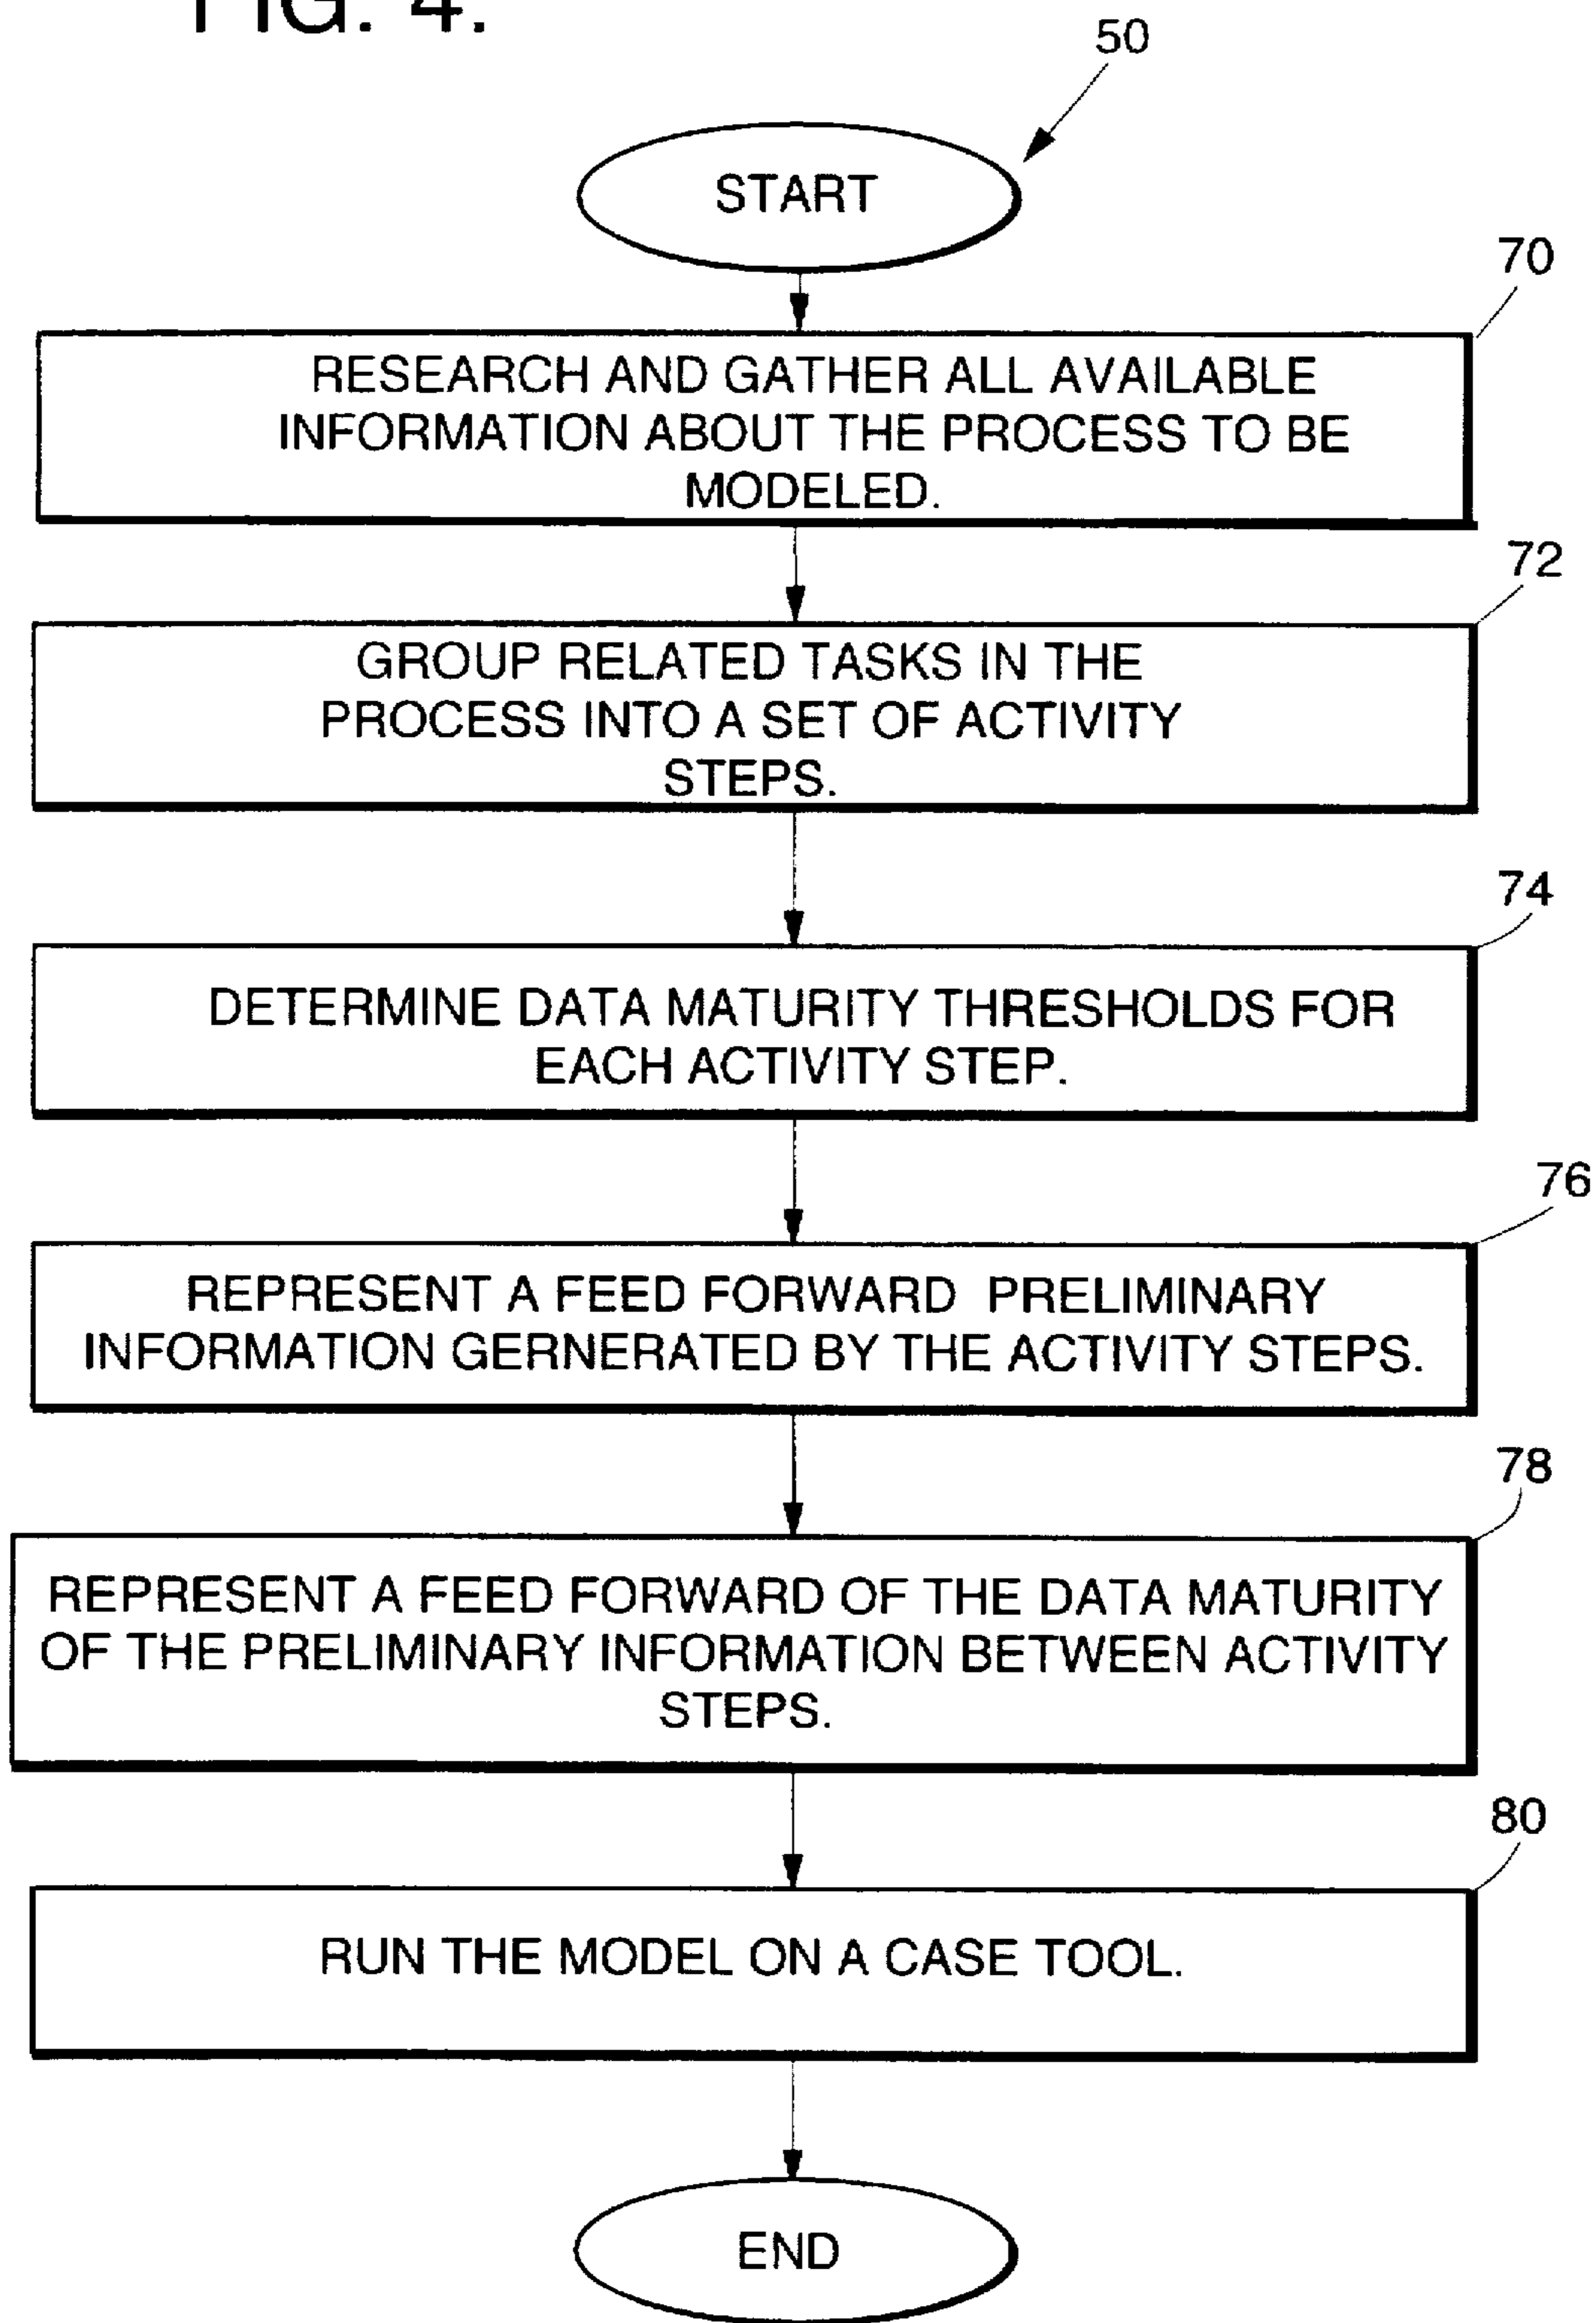 FIG. 4.
50
START
70
RESEARCH AND GATHER ALL AVAILABLE
INFORMATION ABOUT THE PROCESS TO BE
MODELED.
72
GROUP RELATED TASKS IN THE
PROCESS INTO A SET OF ACTIVITY
STEPS.
74
DETERMINE DATA MATURITY THRESHOLDS FOR
EACH ACTIVITY STEP.
76
REPRESENT A FEED FORWARD PRELIMINARY
INFORMATION GERNERATED BY THE ACTIVITY STEPS.
78
REPRESENT A FEED FORWARD OF THE DATA MATURITY
OF THE PRELIMINARY INFORMATION BETWEEN ACTIVITY
STEPS.
80
RUN THE MODEL ON A CASE TOOL.
END